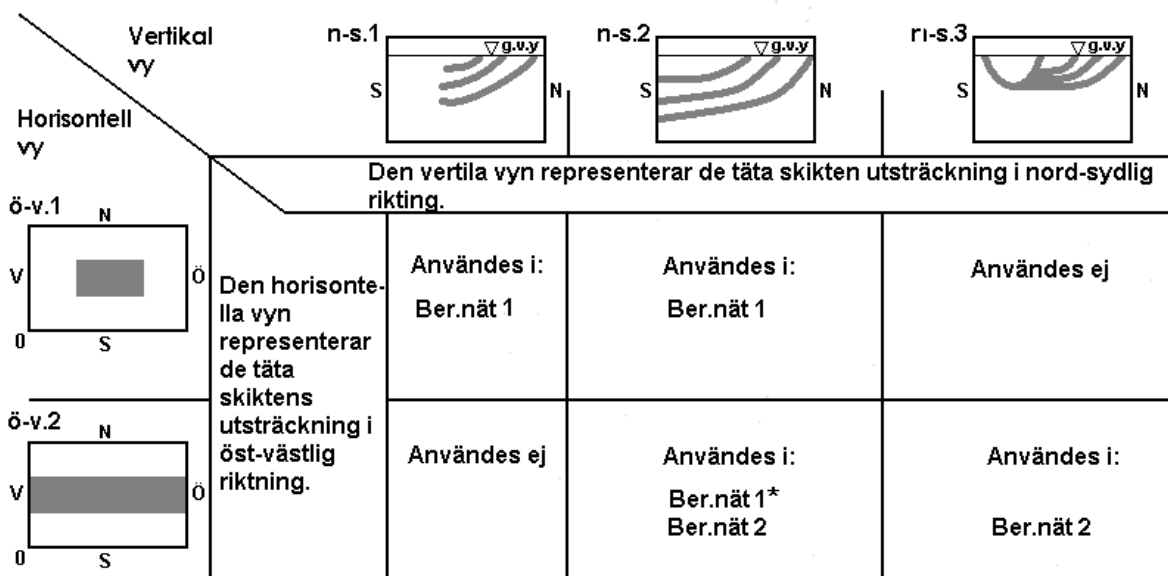 Vertikal
vy
Horisontell
vy
n-s.1
g.v.y
S
N
n-s.2
g.v.y
S
N
n-s.3
g.v.y
S
N
Den vertila vyn representerar de täta skikten utsträckning i nord-sydlig
rikting.
ö-v.1
N
V
Ö
0
S
Den horisonte-
lla vyn
representerar
de täta
skiktens
utsträckning i
öst-västlig
riktning.
Användes i:
Ber.nät 1
Användes i:
Ber.nät 1
Användes ej
ö-v.2
N
V
Ö
0
S
Användes ej
Användes i:
Ber.nät 1*
Ber.nät 2
Användes i:
Ber.nät 2